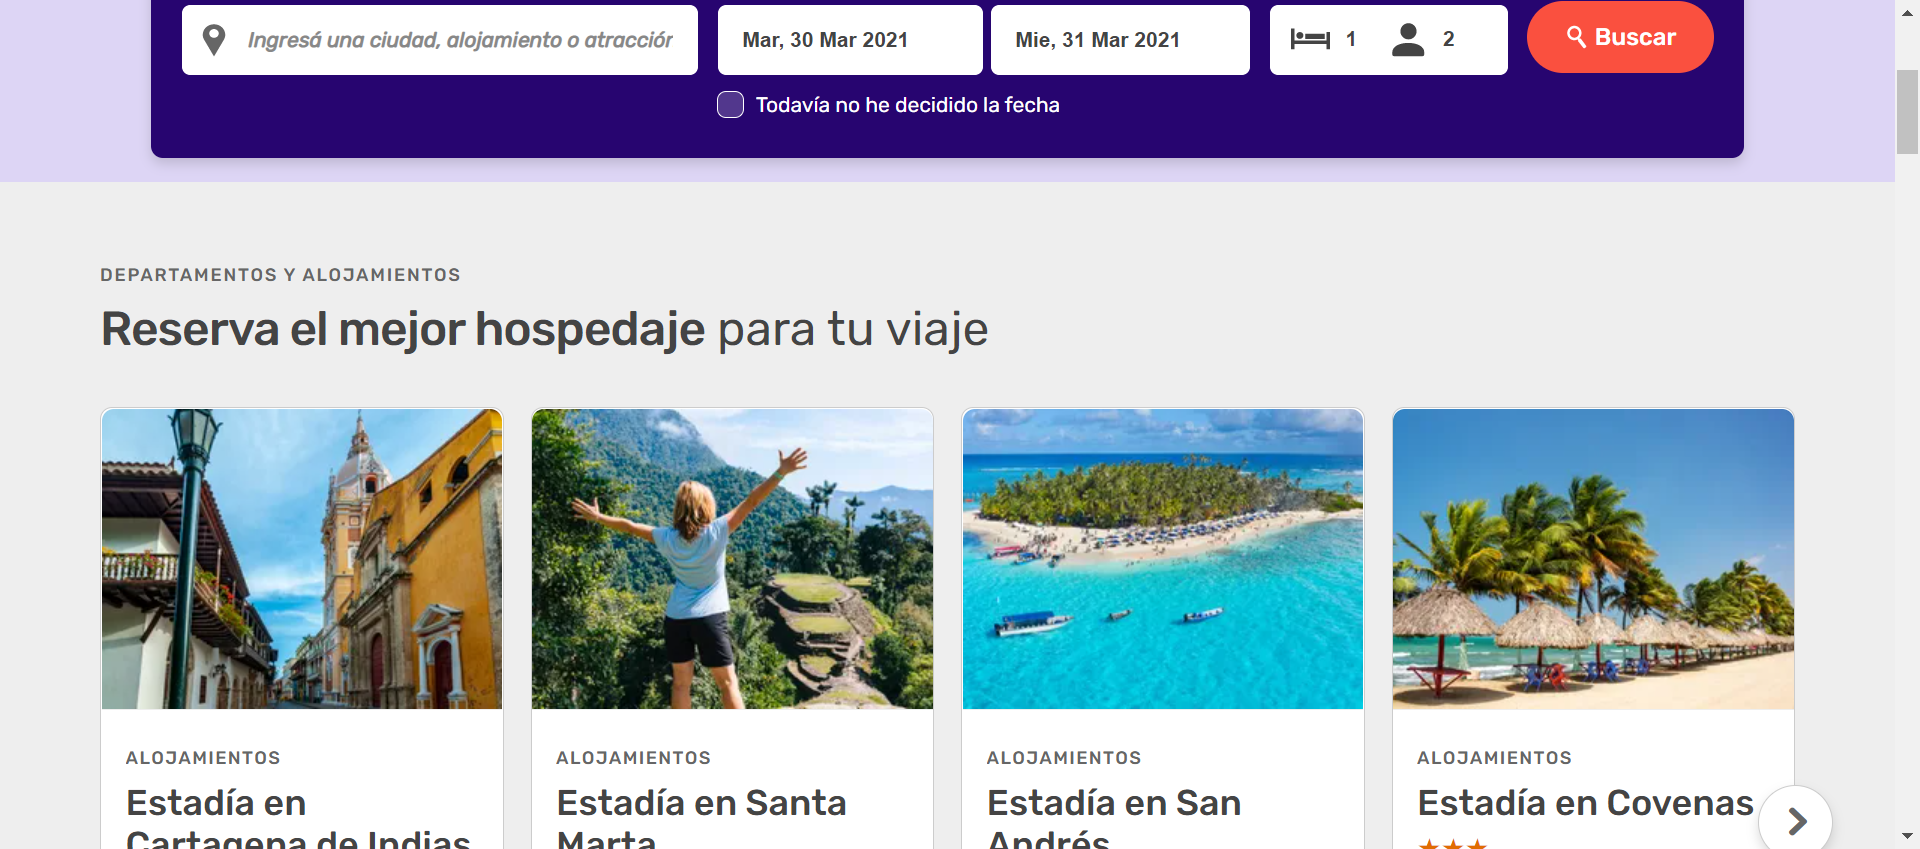 Ingresá una ciudad, alojamiento o atracción
Mar, 30 Mar 2021
Mie, 31 Mar 2021
1
2
Buscar
Todavía no he decidido la fecha
DEPARTAMENTOS Y ALOJAMIENTOS
Reserva el mejor hospedaje para tu viaje
ALOJAMIENTOS
Estadía en
Cartagena de Indias
ALOJAMIENTOS
Estadía en Santa
Marta
ALOJAMIENTOS
Estadía en San
Andrés
ALOJAMIENTOS
Estadía en Covenas